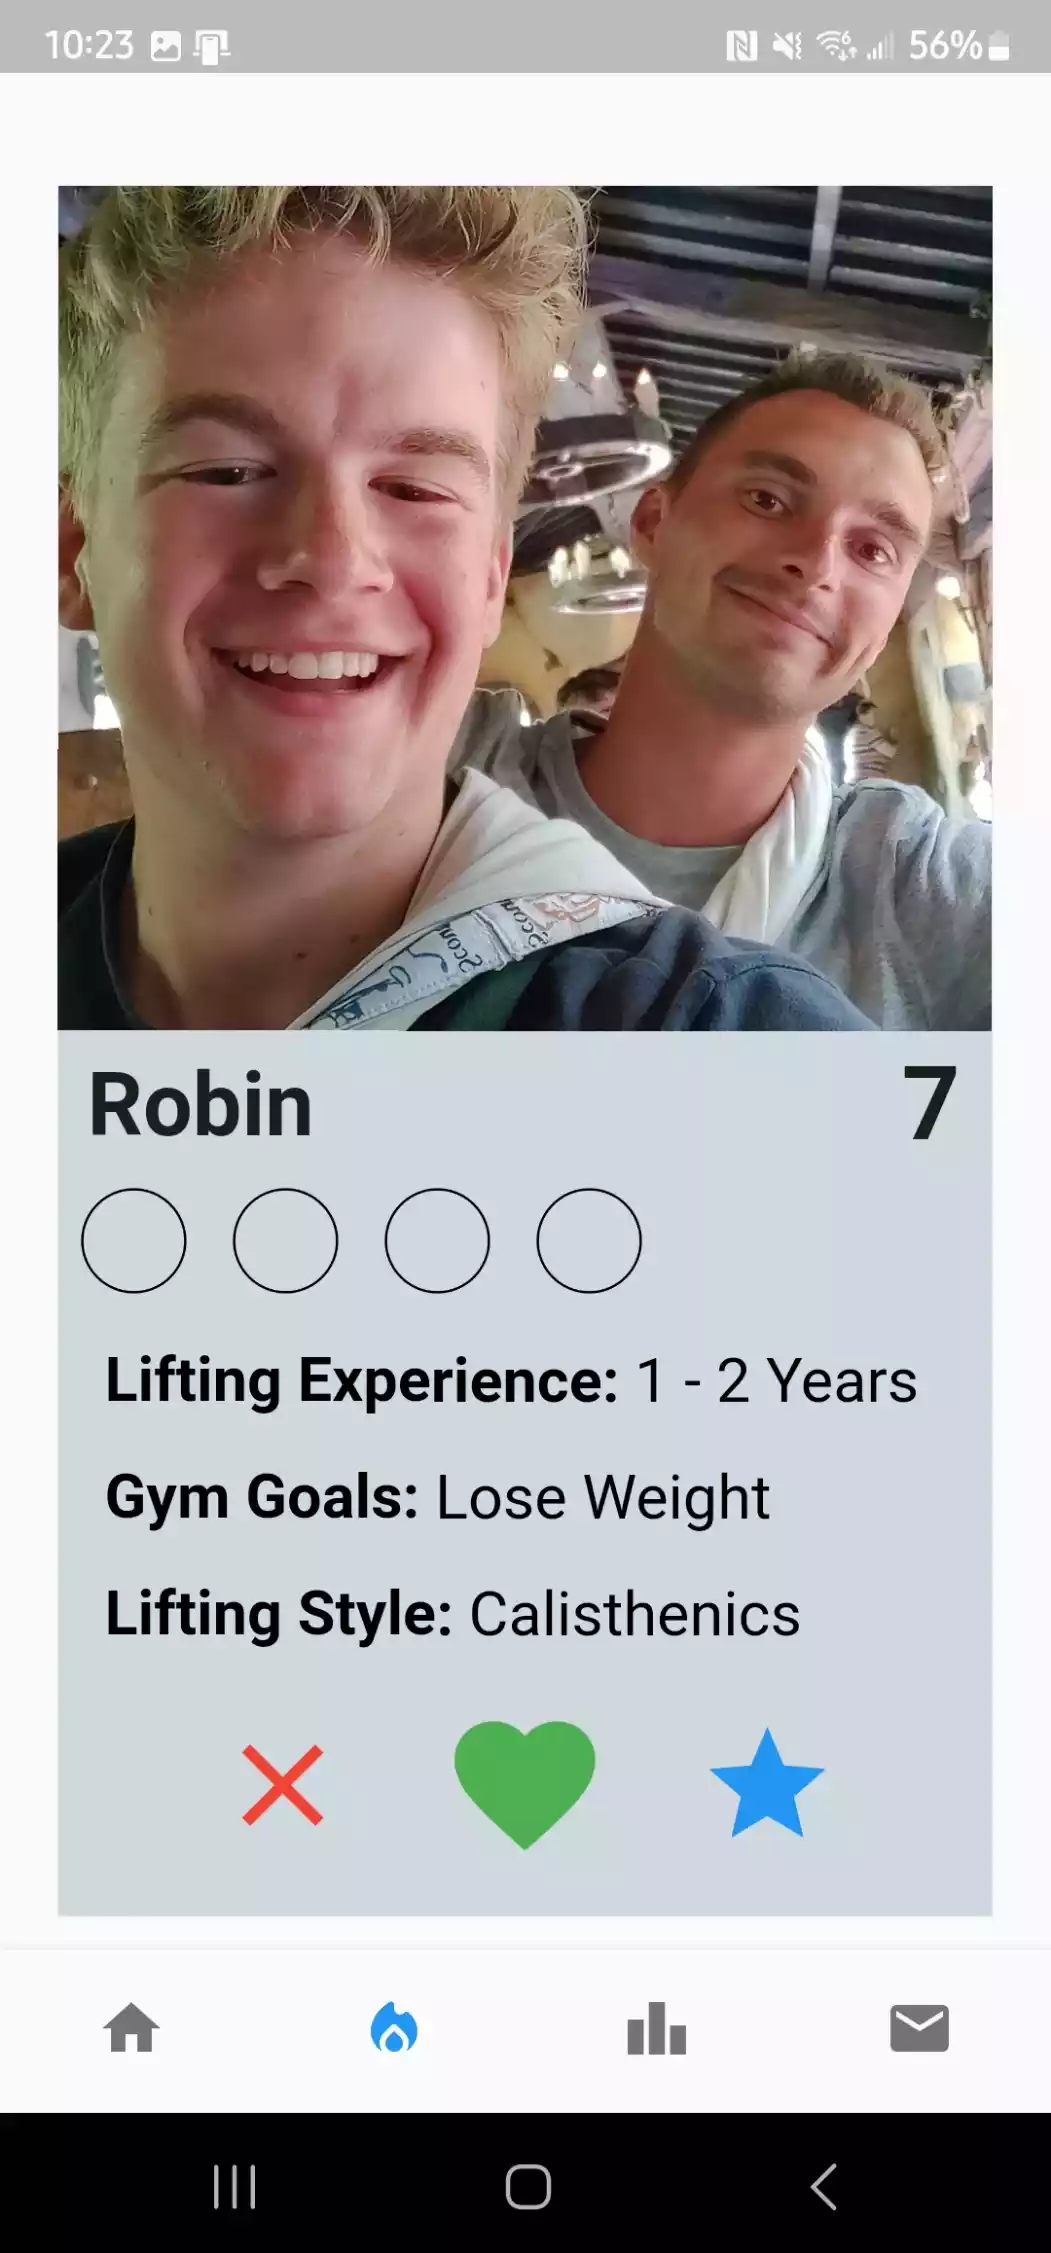 10:23 56%
Robin 7
Lifting Experience: 1 - 2 Years
Gym Goals: Lose Weight
Lifting Style: Calisthenics